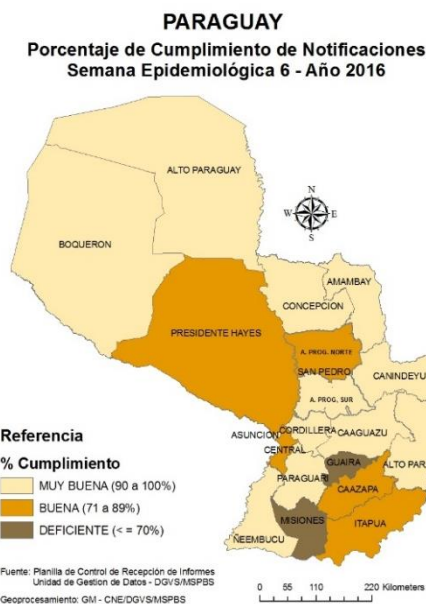 PARAGUAY
Porcentaje de Cumplimiento de Notificaciones
Semana Epidemiológica 6 - Año 2016
ALTO PARAGUAY
N
W E
S
BOQUERON
AMAMBAY
CONCEPCION
PRESIDENTE HAYES
A. PROG. NORTE
SAN PEDRO
CANINDEYU
A. PROG. SUR
ASUNCION
CORDILLERA
CAAGUAZU
CENTRAL
GUAIRA
ALTO PAR
PARAGUARI
CAAZAPA
MISIONES
ITAPUA
ÑEEMBUCU
Referencia
% Cumplimiento
MUY BUENA (90 a 100%)
BUENA (71 a 89%)
DEFICIENTE (< = 70%)
Fuente: Planilla de Control de Recepción de Informes
Unidad de Gestion de Datos - DGVS/MSPBS
Geoprocesamiento: GM - CNE/DGVS/MSPBS
0 55 110 220 Kilometers